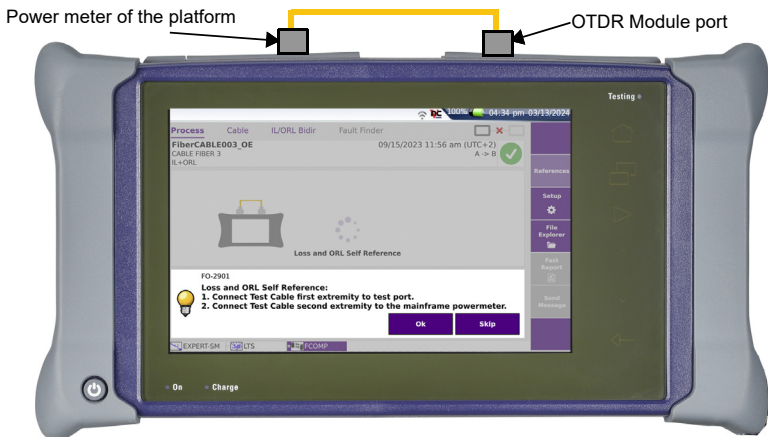 Power meter of the platform
OTDR Module port
Testing
100% 04:34 pm 03/13/2024
Process Cable IL/ORL Bidir Fault Finder
FiberCABLE003_OE 09/15/2023 11:56 am (UTC+2)
CABLE FIBER 3 A -> B
IL+ORL
References
Setup
File
Explorer
Fast
Report
Send
Message
Loss and ORL Self Reference
FO-2901
Loss and ORL Self Reference:
1. Connect Test Cable first extremity to test port.
2. Connect Test Cable second extremity to the mainframe powermeter.
Ok Skip
EXPERT-SM LTS FCOMP
On Charge